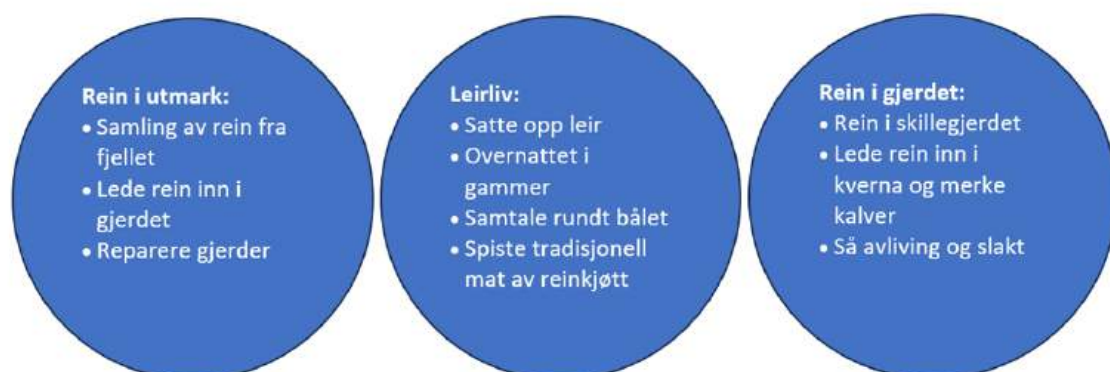 Rein i utmark:
• Samling av rein fra
fjellet
• Lede rein inn i
gjerdet
• Reparere gjerder
Leirliv:
• Satte opp leir
• Overnattet i
gammer
• Samtale rundt bålet
• Spiste tradisjonell
mat av reinkjøtt
Rein i gjerdet:
• Rein i skillegjerdet
• Lede rein inn i
kverna og merke
kalver
• Så avliving og slakt